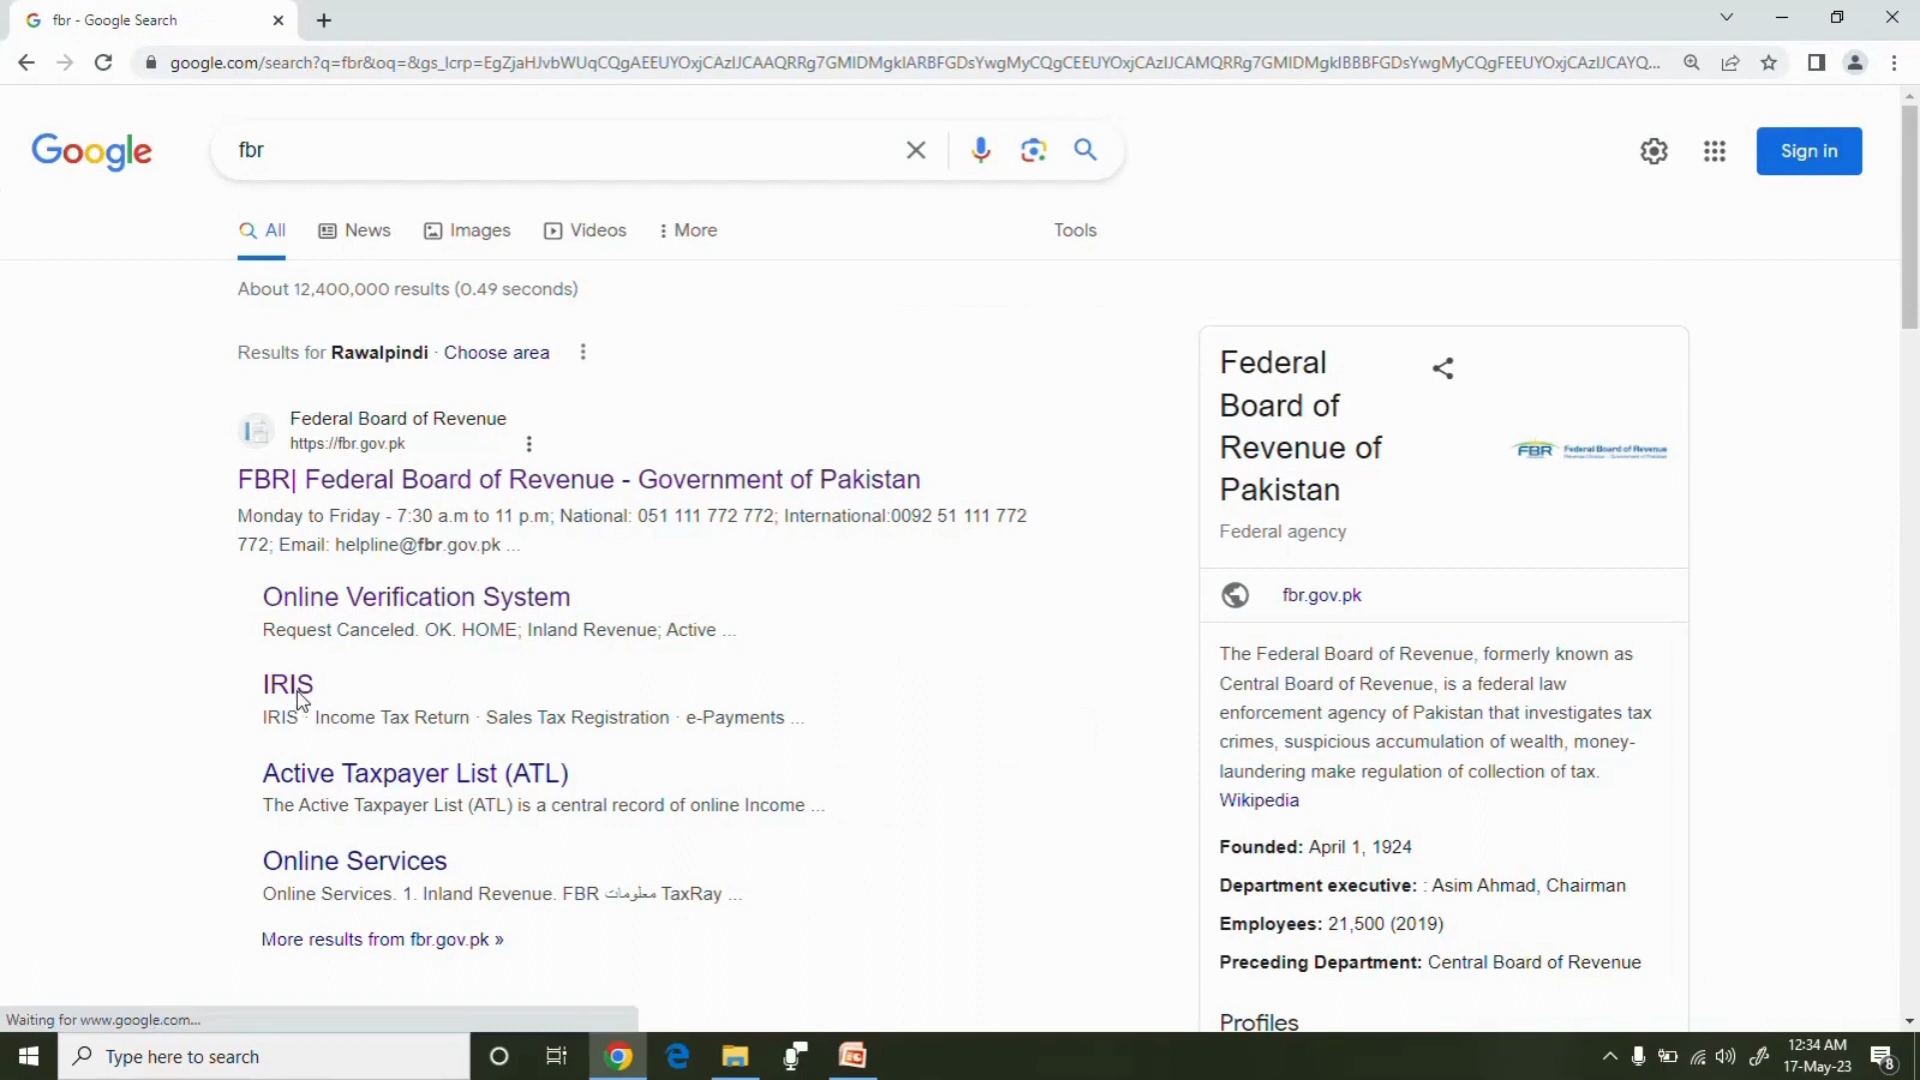 fbr - Google Search
google.com/search?q=fbr&oq=&gs_lcrp=EgZjaHJvbWUqCQgAEEUYOxjCAzIJCAAQRRg7GMIDMgkIARBFGDsYwgMyCQgCEEUYOxjCAzIJCAMQRRg7GMIDMgkIBBBFGDsYwgMyCQgFEEUYOxjCAzIJCAYQ...
Google
fbr
Sign in
All
News
Images
Videos
More
Tools
About 12,400,000 results (0.49 seconds)
Results for Rawalpindi · Choose area
Federal Board of Revenue
https://fbr.gov.pk
FBR| Federal Board of Revenue - Government of Pakistan
Monday to Friday - 7:30 a.m to 11 p.m; National: 051 111 772 772; International:0092 51 111 772
772; Email: helpline@fbr.gov.pk ...
Online Verification System
Request Canceled. OK. HOME; Inland Revenue; Active ...
IRIS
IRIS · Income Tax Return · Sales Tax Registration · e-Payments ...
Active Taxpayer List (ATL)
The Active Taxpayer List (ATL) is a central record of online Income ...
Online Services
Online Services. 1. Inland Revenue. FBR معلومات TaxRay ...
More results from fbr.gov.pk »
Federal
Board of
Revenue of
Pakistan
FBR Federal Board of Revenue
Federal agency
fbr.gov.pk
The Federal Board of Revenue, formerly known as
Central Board of Revenue, is a federal law
enforcement agency of Pakistan that investigates tax
crimes, suspicious accumulation of wealth, money-
laundering make regulation of collection of tax.
Wikipedia
Founded: April 1, 1924
Department executive: : Asim Ahmad, Chairman
Employees: 21,500 (2019)
Preceding Department: Central Board of Revenue
Profiles
Waiting for www.google.com...
Type here to search
12:34 AM
17-May-23
8